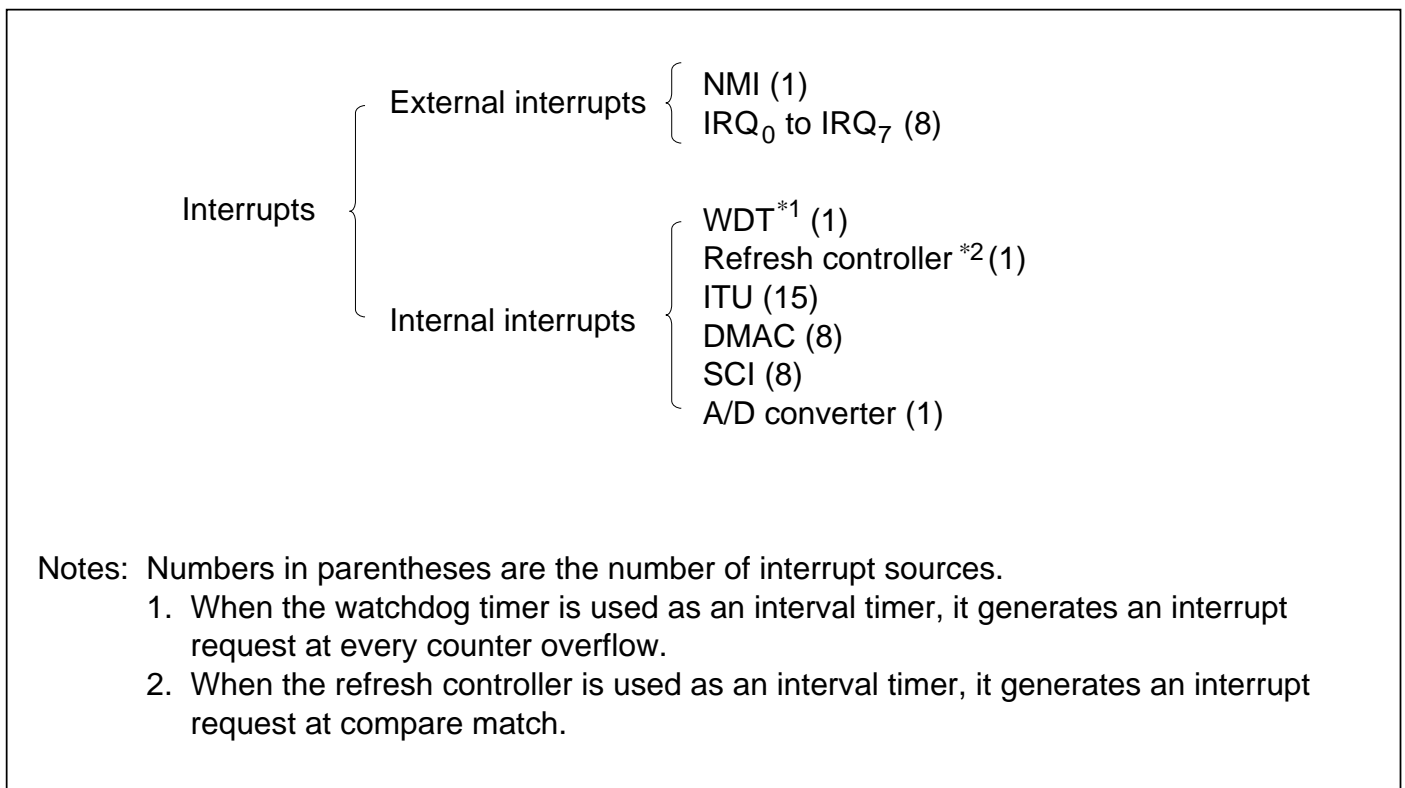 External interrupts
NMI (1)
IRQ0 to IRQ7 (8)
Interrupts
Internal interrupts
WDT*1 (1)
Refresh controller *2 (1)
ITU (15)
DMAC (8)
SCI (8)
A/D converter (1)
Notes: Numbers in parentheses are the number of interrupt sources.
1. When the watchdog timer is used as an interval timer, it generates an interrupt
request at every counter overflow.
2. When the refresh controller is used as an interval timer, it generates an interrupt
request at compare match.